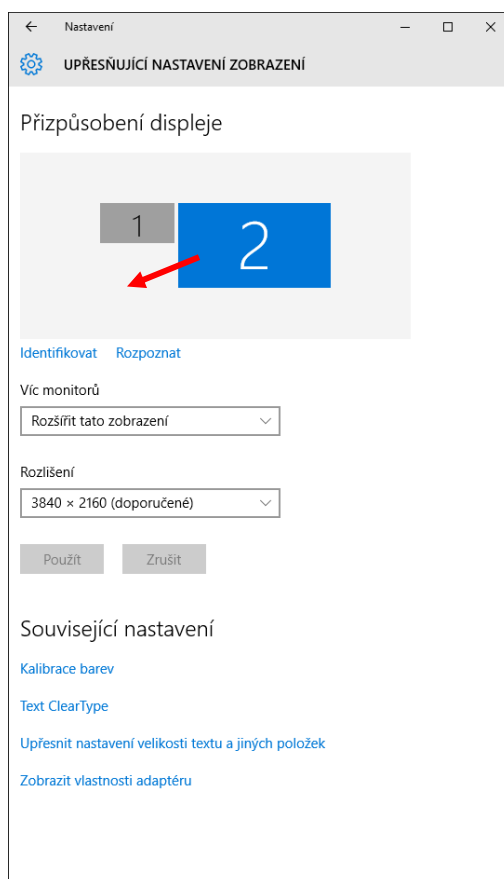 Nastavení
UPŘESŇUJÍCÍ NASTAVENÍ ZOBRAZENÍ
Přizpůsobení displeje
1
2
Identifikovat Rozpoznat
Víc monitorů
Rozšířit tato zobrazení
Rozlišení
3840 × 2160 (doporučené)
Použít Zrušit
Související nastavení
Kalibrace barev
Text ClearType
Upřesnit nastavení velikosti textu a jiných položek
Zobrazit vlastnosti adaptéru